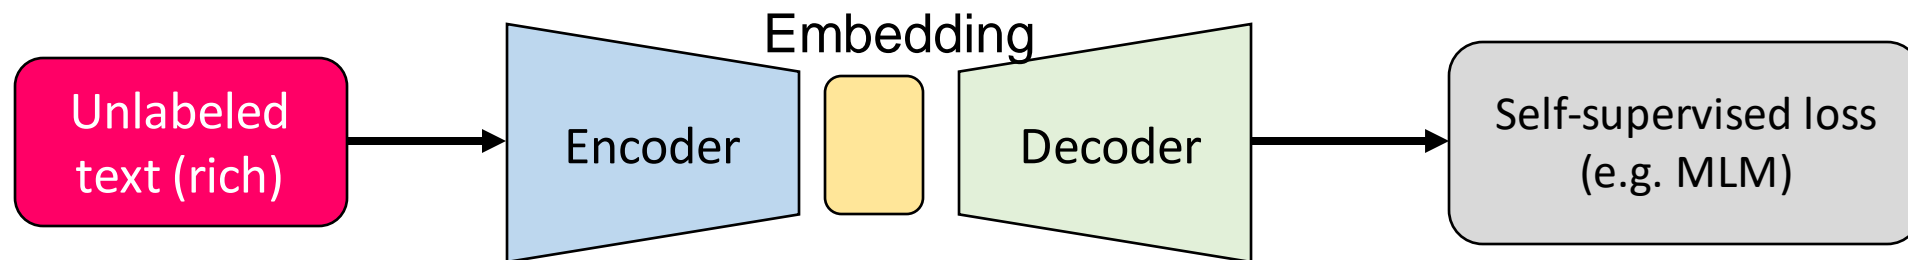 Unlabeled
text (rich)
Encoder
Embedding
Decoder
Self-supervised loss
(e.g. MLM)